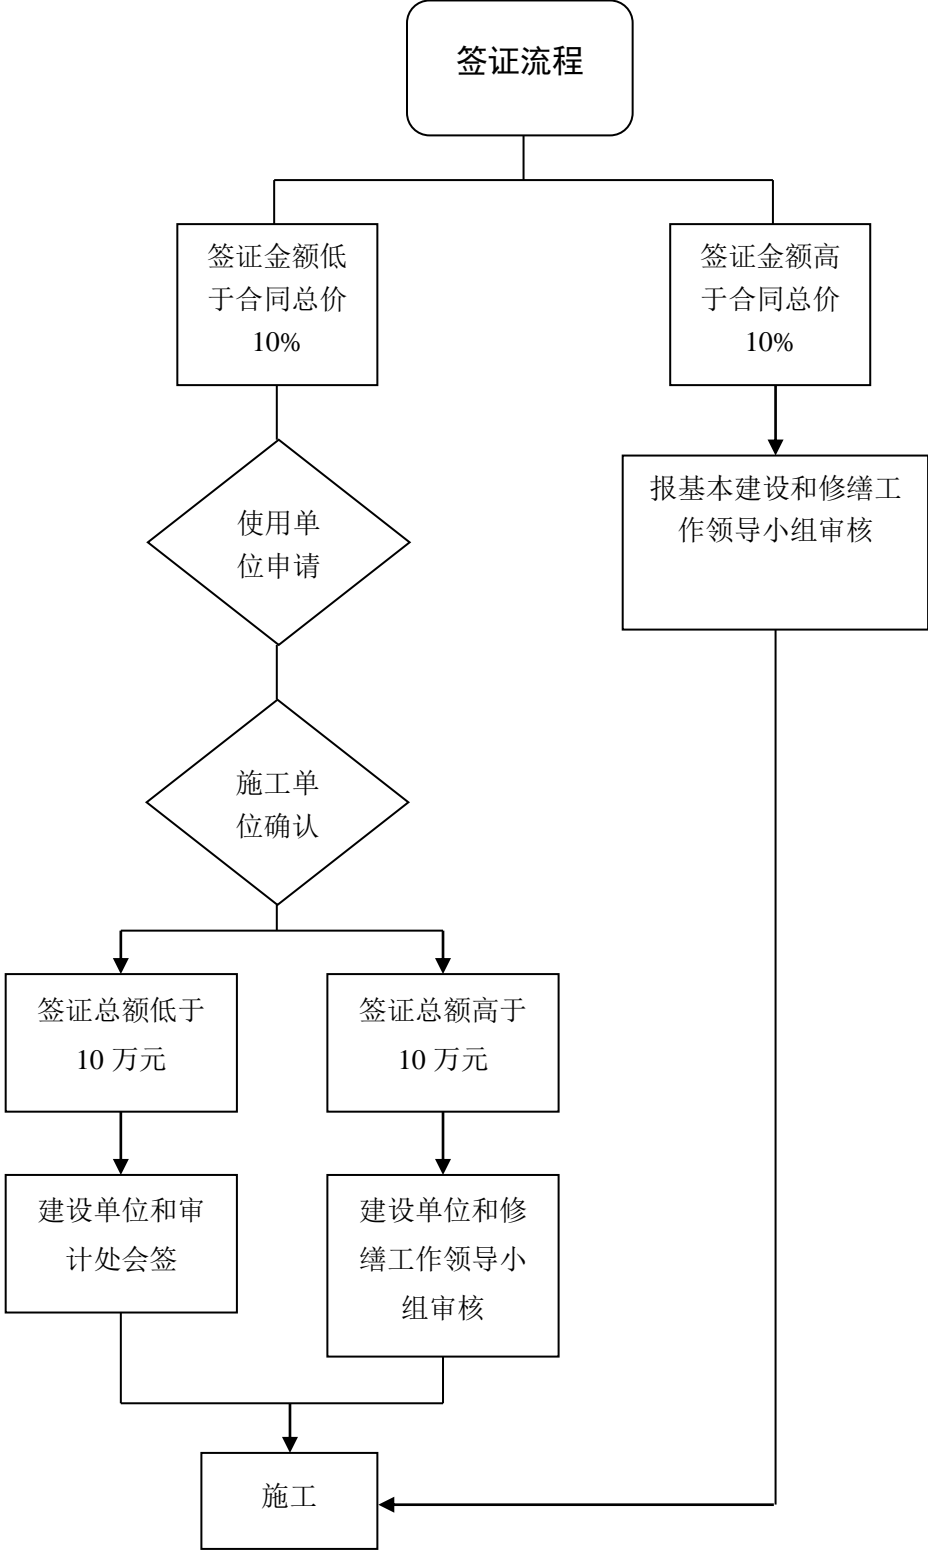 签证流程
签证金额低
于合同总价
10%
签证金额高
于合同总价
10%
使用单
位申请
报基本建设和修缮工
作领导小组审核
施工单
位确认
签证总额低于
10 万元
签证总额高于
10 万元
建设单位和审
计处会签
建设单位和修
缮工作领导小
组审核
施工